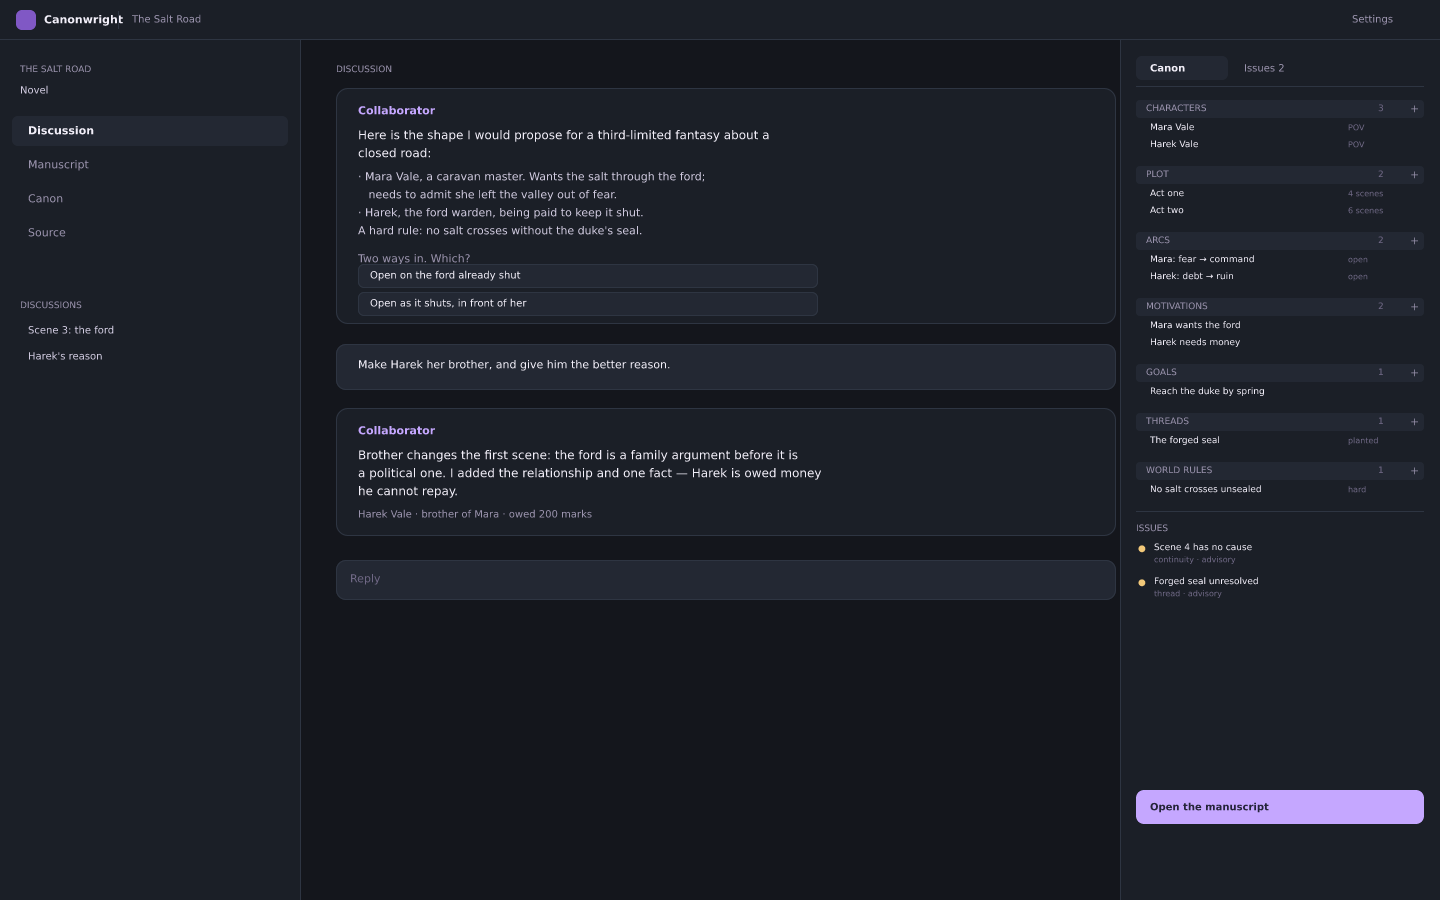 Canonwright The Salt Road
Settings
THE SALT ROAD
Novel
Discussion
Manuscript
Canon
Source
DISCUSSIONS
Scene 3: the ford
Harek's reason
DISCUSSION
Collaborator
Here is the shape I would propose for a third-limited fantasy about a
closed road:
· Mara Vale, a caravan master. Wants the salt through the ford;
needs to admit she left the valley out of fear.
· Harek, the ford warden, being paid to keep it shut.
A hard rule: no salt crosses without the duke's seal.
Two ways in. Which?
Open on the ford already shut
Open as it shuts, in front of her
Make Harek her brother, and give him the better reason.
Collaborator
Brother changes the first scene: the ford is a family argument before it is
a political one. I added the relationship and one fact — Harek is owed money
he cannot repay.
Harek Vale · brother of Mara · owed 200 marks
Reply
Canon Issues 2
CHARACTERS 3 +
Mara Vale POV
Harek Vale POV
PLOT 2 +
Act one 4 scenes
Act two 6 scenes
ARCS 2 +
Mara: fear → command open
Harek: debt → ruin open
MOTIVATIONS 2 +
Mara wants the ford
Harek needs money
GOALS 1 +
Reach the duke by spring
THREADS 1 +
The forged seal planted
WORLD RULES 1 +
No salt crosses unsealed hard
ISSUES
Scene 4 has no cause
continuity · advisory
Forged seal unresolved
thread · advisory
Open the manuscript